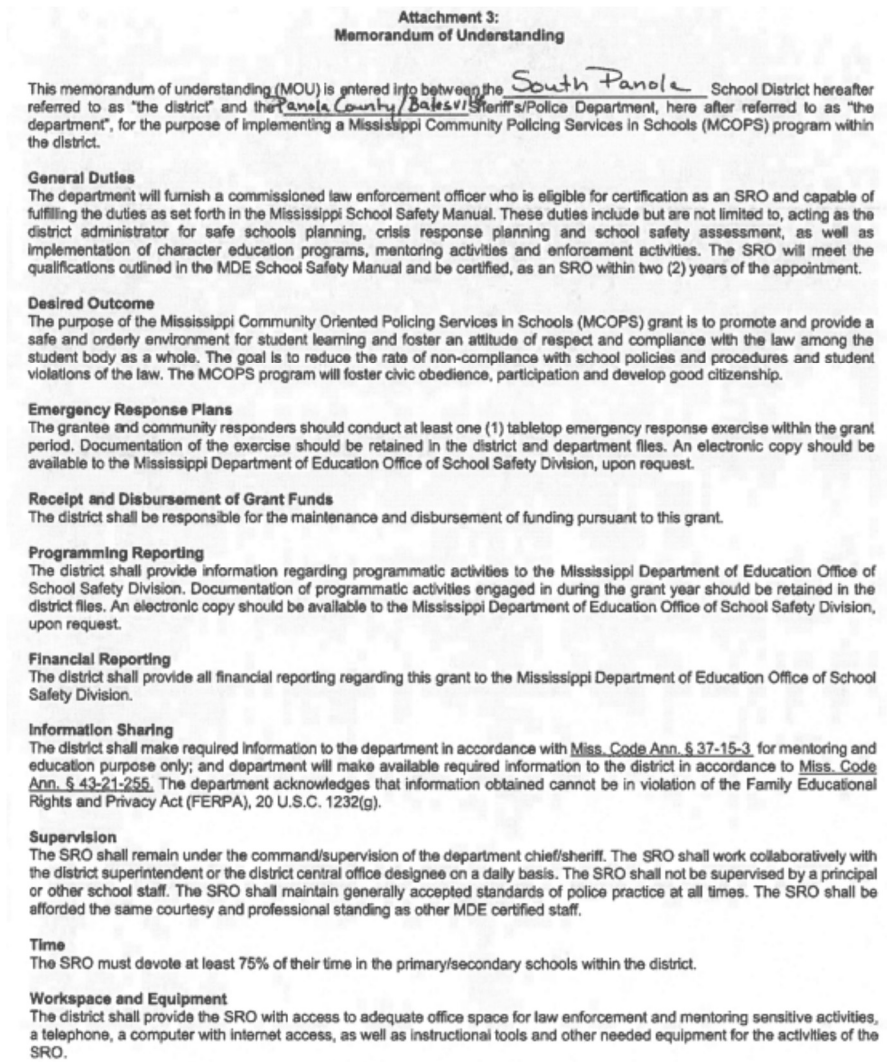 Attachment 3:
Memorandum of Understanding
This memorandum of understanding (MOU) is entered into between the South Panola School District hereafter
referred to as "the district" and the Panola County/Batesville Sheriff's/Police Department, here after referred to as "the
department", for the purpose of implementing a Mississippi Community Policing Services in Schools (MCOPS) program within
the district.
General Duties
The department will furnish a commissioned law enforcement officer who is eligible for certification as an SRO and capable of
fulfilling the duties as set forth in the Mississippi School Safety Manual. These duties include but are not limited to, acting as the
district administrator for safe schools planning, crisis response planning and school safety assessment, as well as
implementation of character education programs, mentoring activities and enforcement activities. The SRO will meet the
qualifications outlined in the MDE School Safety Manual and be certified, as an SRO within two (2) years of the appointment.
Desired Outcome
The purpose of the Mississippi Community Oriented Policing Services in Schools (MCOPS) grant is to promote and provide a
safe and orderly environment for student learning and foster an attitude of respect and compliance with the law among the
student body as a whole. The goal is to reduce the rate of non-compliance with school policies and procedures and student
violations of the law. The MCOPS program will foster civic obedience, participation and develop good citizenship.
Emergency Response Plans
The grantee and community responders should conduct at least one (1) tabletop emergency response exercise within the grant
period. Documentation of the exercise should be retained in the district and department files. An electronic copy should be
available to the Mississippi Department of Education Office of School Safety Division, upon request.
Receipt and Disbursement of Grant Funds
The district shall be responsible for the maintenance and disbursement of funding pursuant to this grant.
Programming Reporting
The district shall provide information regarding programmatic activities to the Mississippi Department of Education Office of
School Safety Division. Documentation of programmatic activities engaged in during the grant year should be retained in the
district files. An electronic copy should be available to the Mississippi Department of Education Office of School Safety Division,
upon request.
Financial Reporting
The district shall provide all financial reporting regarding this grant to the Mississippi Department of Education Office of School
Safety Division.
Information Sharing
The district shall make required information to the department in accordance with Miss. Code Ann. § 37-15-3 for mentoring and
education purpose only; and department will make available required information to the district in accordance to Miss. Code
Ann. § 43-21-255. The department acknowledges that information obtained cannot be in violation of the Family Educational
Rights and Privacy Act (FERPA), 20 U.S.C. 1232(g).
Supervision
The SRO shall remain under the command/supervision of the department chief/sheriff. The SRO shall work collaboratively with
the district superintendent or the district central office designee on a daily basis. The SRO shall not be supervised by a principal
or other school staff. The SRO shall maintain generally accepted standards of police practice at all times. The SRO shall be
afforded the same courtesy and professional standing as other MDE certified staff.
Time
The SRO must devote at least 75% of their time in the primary/secondary schools within the district.
Workspace and Equipment
The district shall provide the SRO with access to adequate office space for law enforcement and mentoring sensitive activities,
a telephone, a computer with internet access, as well as instructional tools and other needed equipment for the activities of the
SRO.